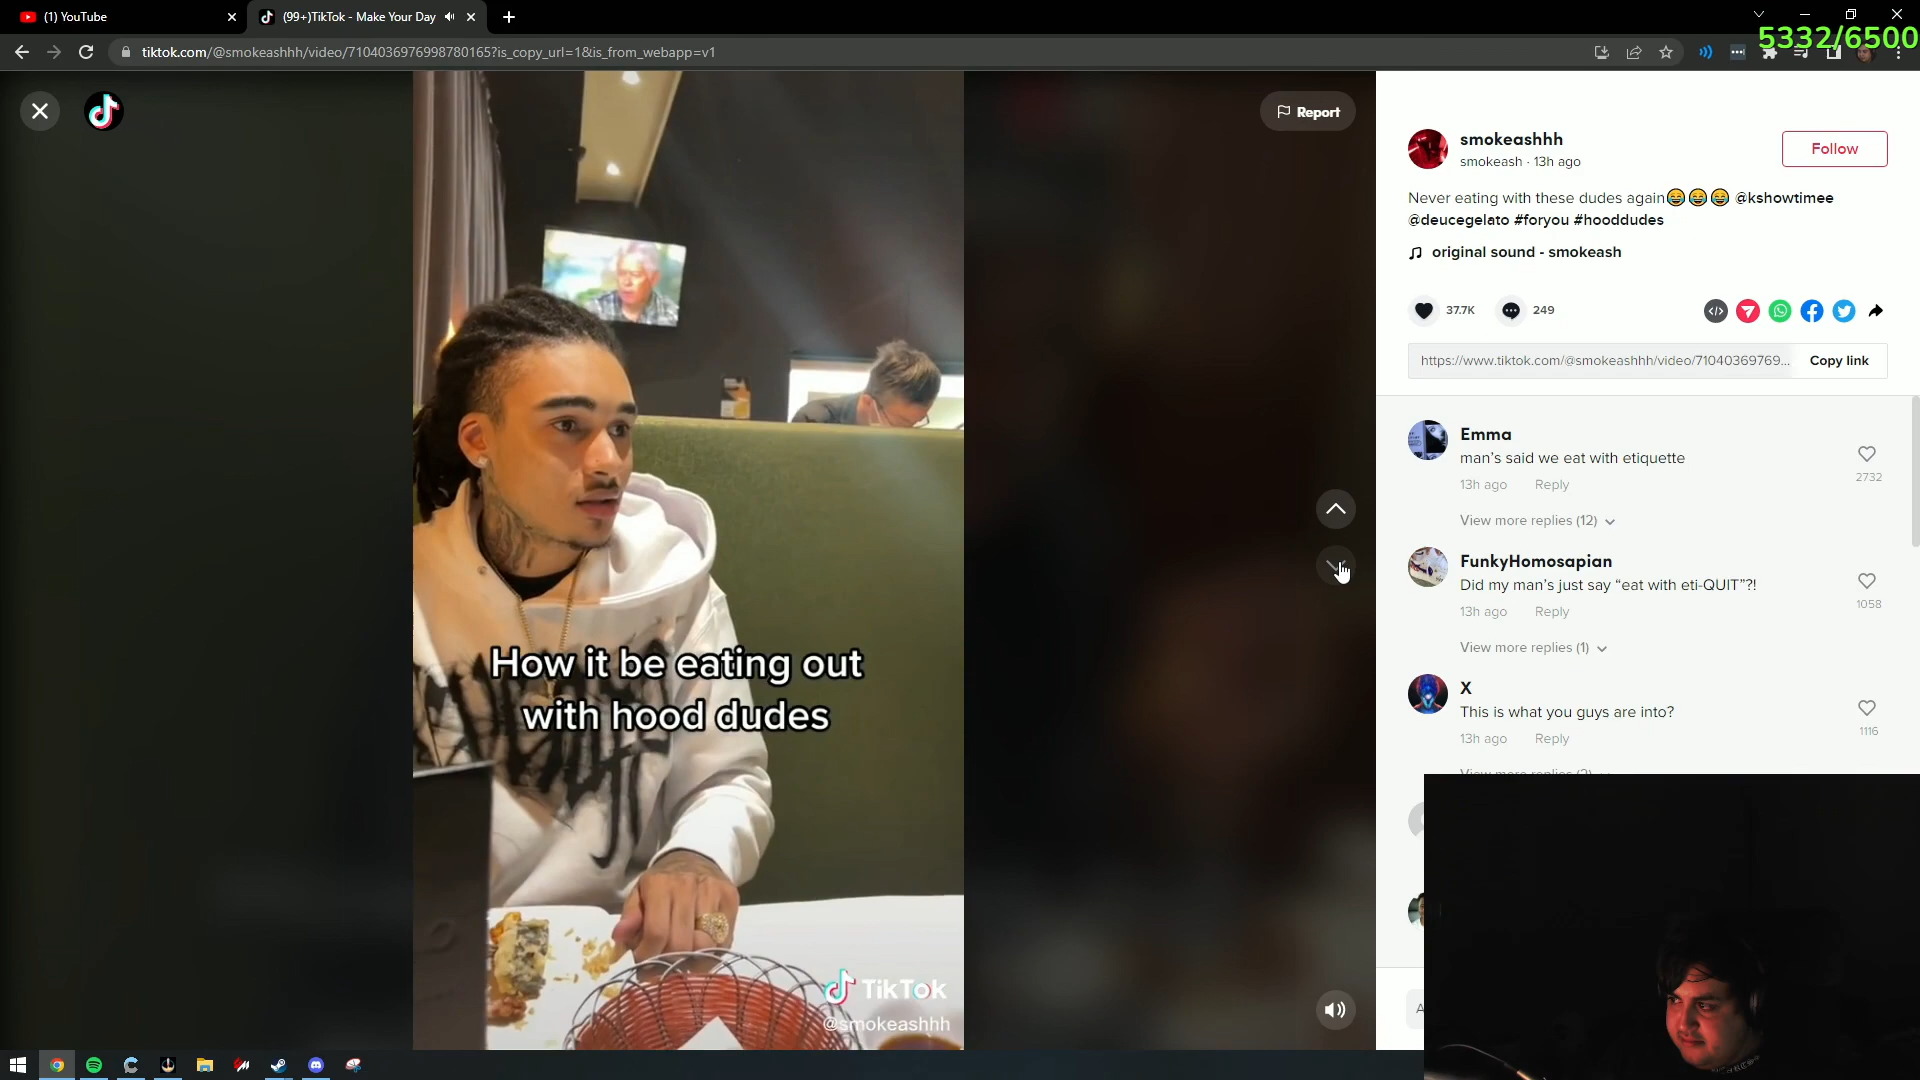 (1) YouTube
(99+)TikTok - Make Your Day
5332/6500
tiktok.com/@smokeashhh/video/7104036976998780165?is_copy_url=1&is_from_webapp=v1
Report
smokeashhh
smokeash · 13h ago
Follow
Never eating with these dudes again😂😂😂 @kshowtimee
@deucegelato #foryou #hooddudes
original sound - smokeash
37.7K
249
https://www.tiktok.com/@smokeashhh/video/71040369769...
Copy link
Emma
man's said we eat with etiquette
2732
13h ago Reply
View more replies (12)
FunkyHomosapian
Did my man's just say “eat with eti-QUIT”?!
1058
13h ago Reply
View more replies (1)
X
This is what you guys are into?
1116
13h ago Reply
View more replies (2)
How it be eating out
with hood dudes
TikTok
@smokeashhh